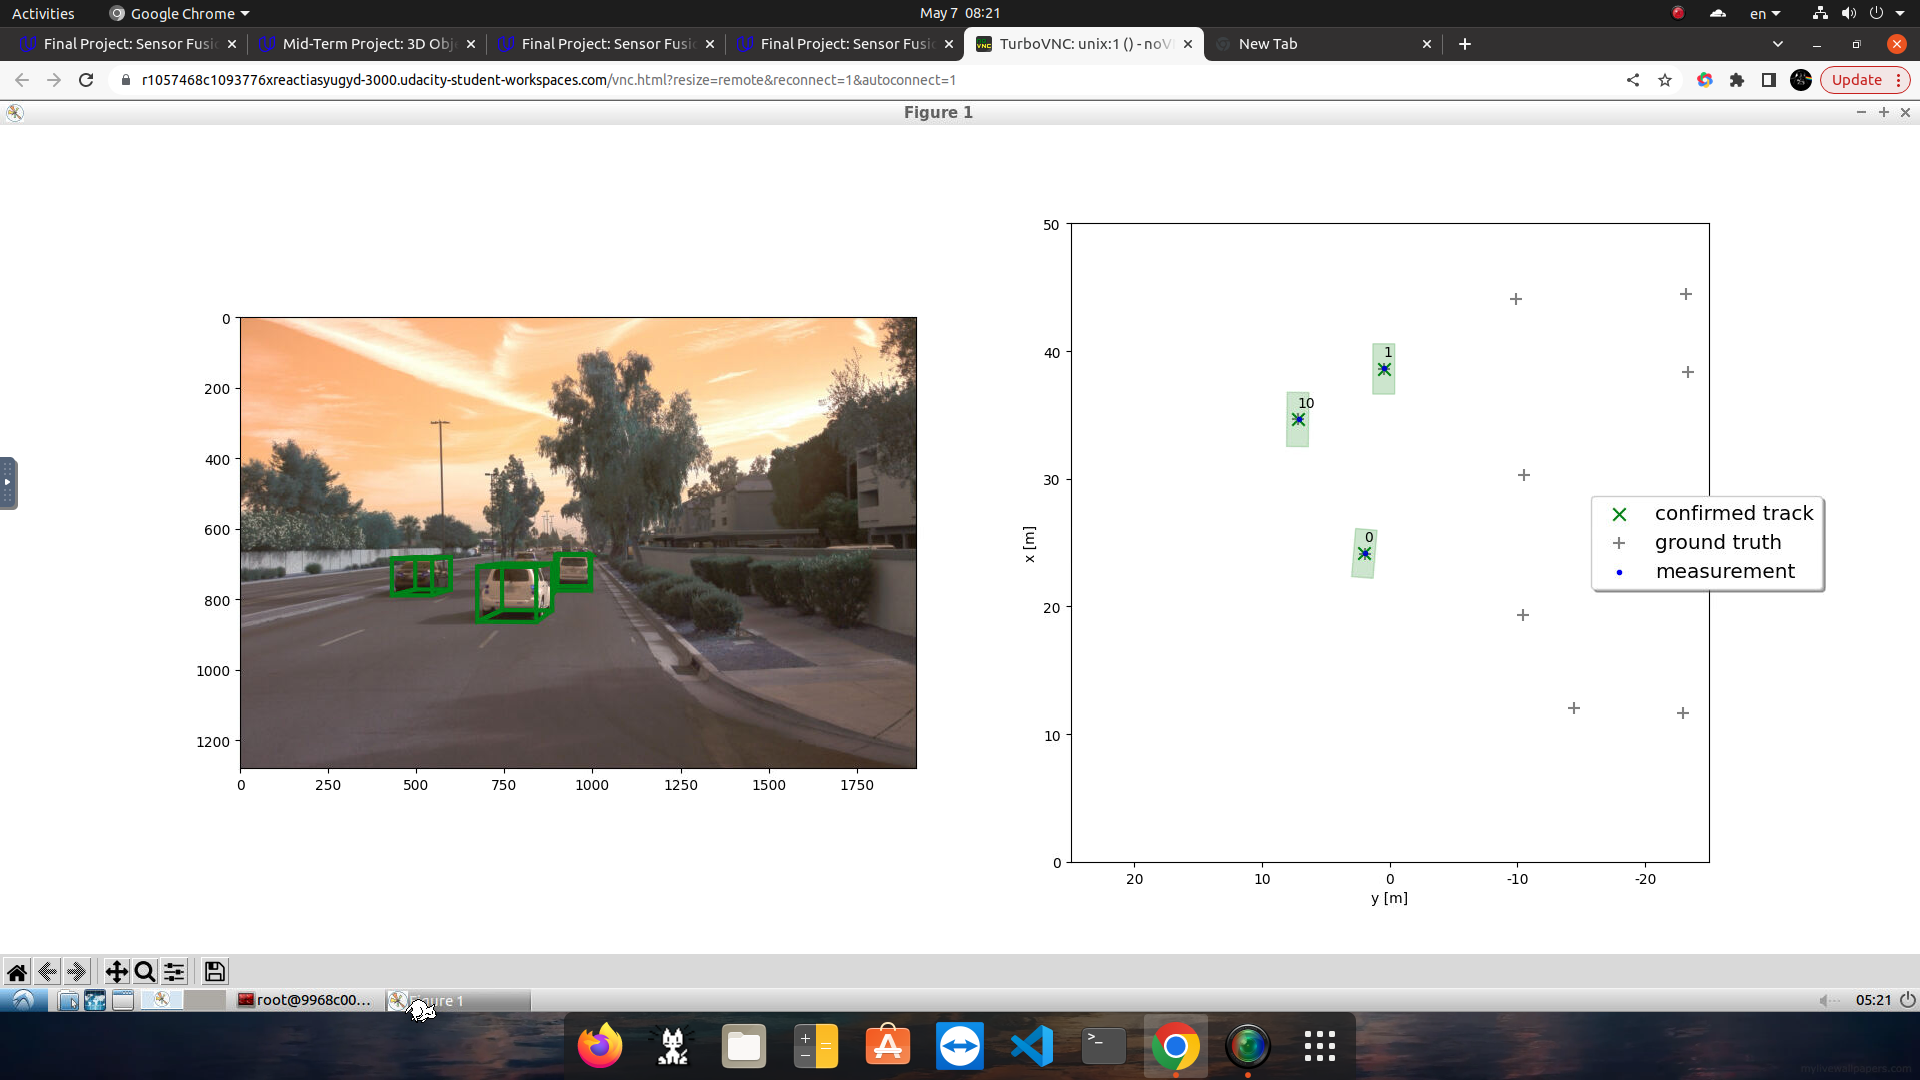 Activities
Google Chrome
May 7 08:21
en
Final Project: Sensor Fusi
Mid-Term Project: 3D Obj
Final Project: Sensor Fusi
Final Project: Sensor Fusi
TurboVNC: unix:1 () - noV
New Tab
r1057468c1093776xreactiasyugyd-3000.udacity-student-workspaces.com/vnc.html?resize=remote&reconnect=1&autoconnect=1
Update
Figure 1
0
200
400
600
800
1000
1200
0
250
500
750
1000
1250
1500
1750
50
40
30
20
10
0
x [m]
20
10
0
-10
-20
y [m]
1
10
0
confirmed track
ground truth
measurement
root@9968c00...
Figure 1
05:21
mylivewallpapers.com